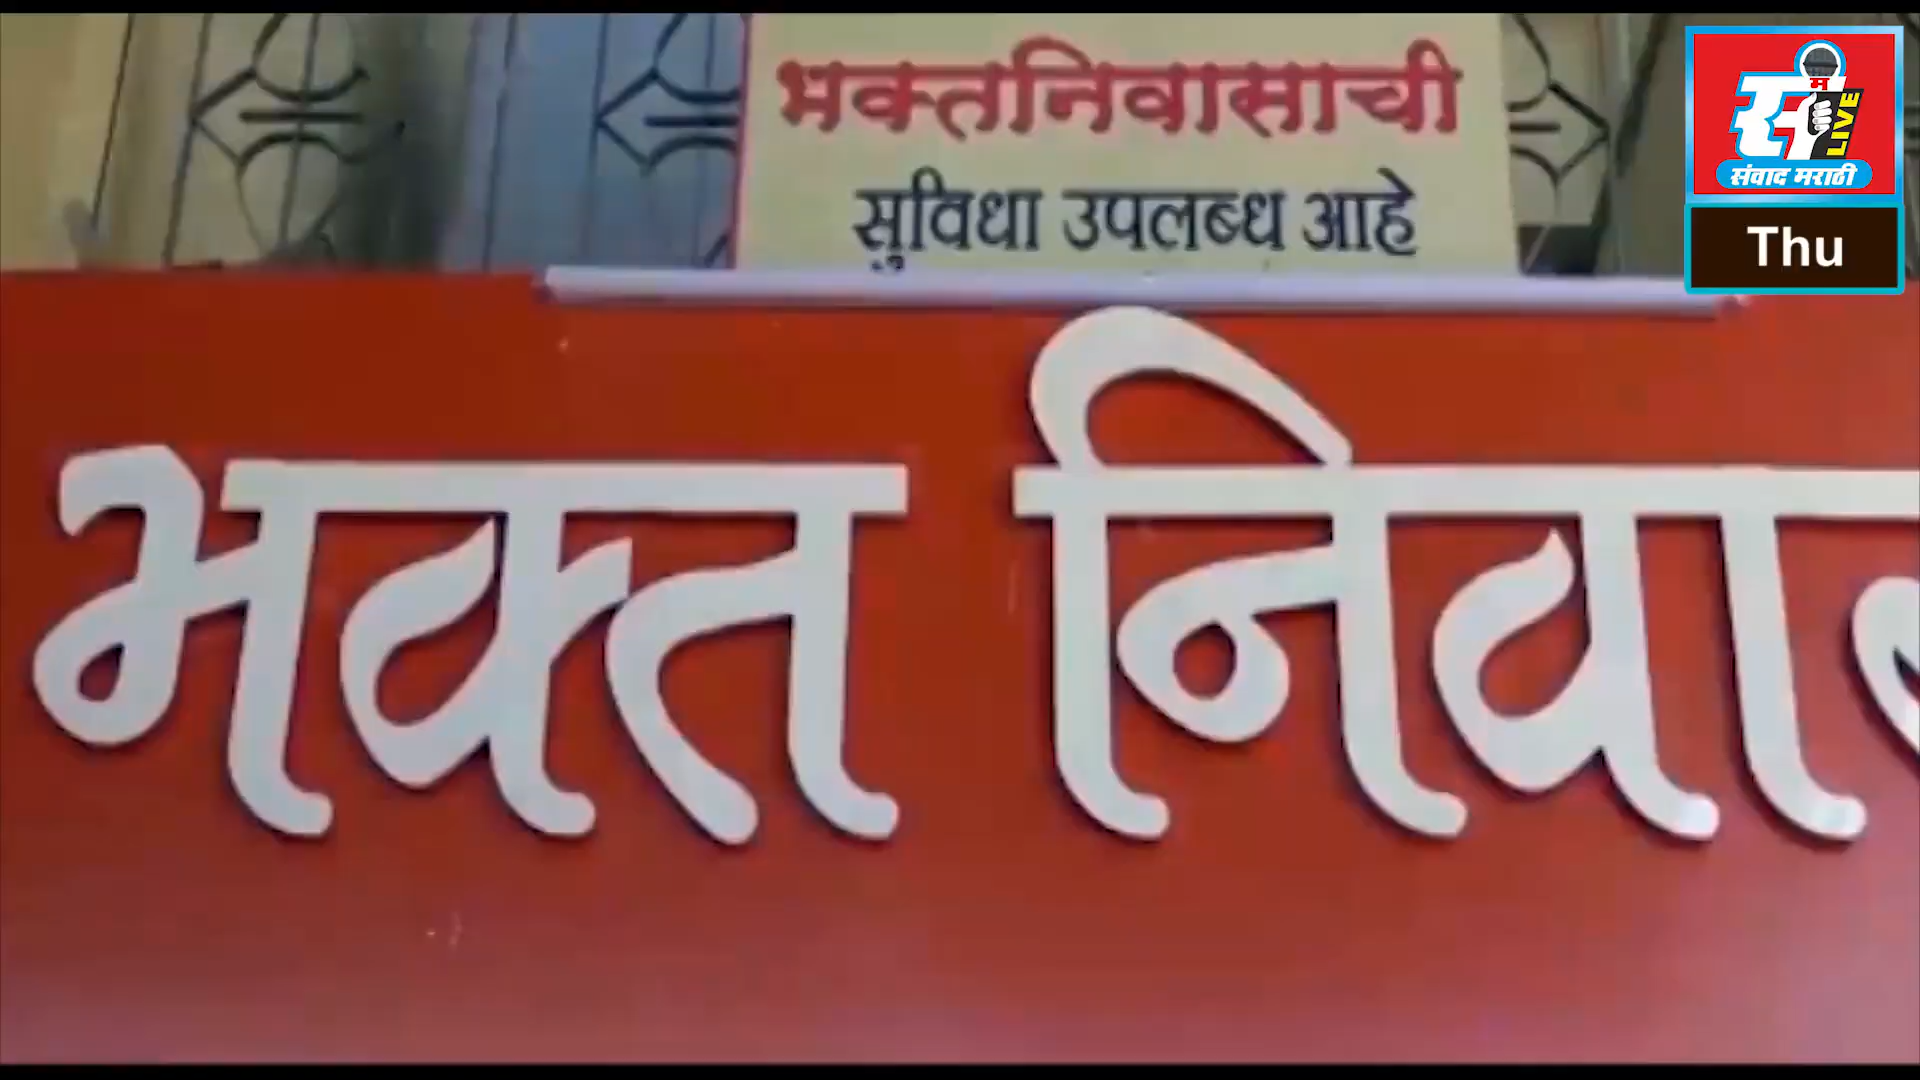 भक्तनिवासाची
सुविधा उपलब्ध आहे
भक्त निवा
म
LIVE
संवाद मराठी
Thu